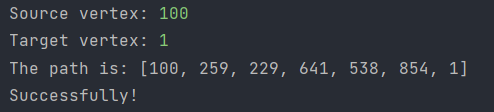 Source vertex: 100
Target vertex: 1
The path is: [100, 259, 229, 641, 538, 854, 1]
Successfully!